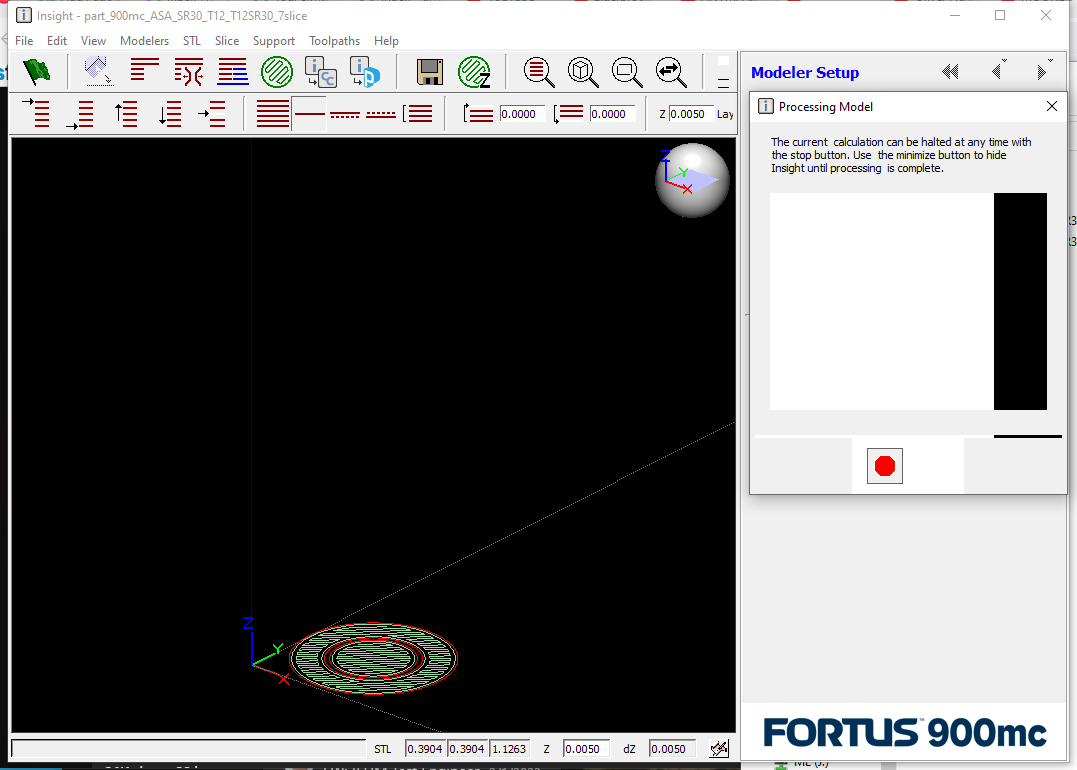 Insight - part_900mc_ASA_SR30_T12_T12SR30_7slice
File Edit View Modelers STL Slice Support Toolpaths Help
0.0000 0.0000 Z 0.0050 Lay
Modeler Setup
Processing Model
The current calculation can be halted at any time with
the stop button. Use the minimize button to hide
Insight until processing is complete.
Z
Y
X
Z
Y
X
STL 0.3904 0.3904 1.1263 Z 0.0050 dZ 0.0050
FORTUS 900mc